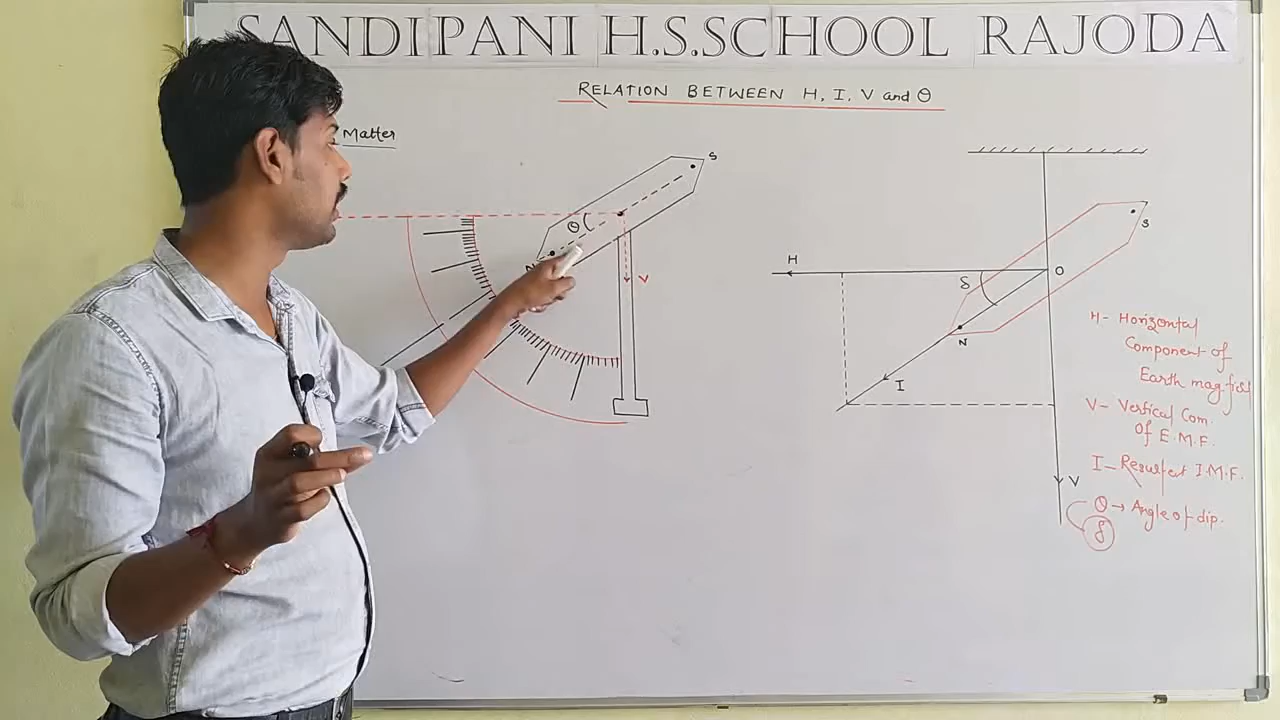 SANDIPANI H.S.SCHOOL RAJODA
RELATION BETWEEN H, I, V and θ
Matter
S
θ
N
V
S
H
O
δ
N
I
V
H- Horizontal
Component of
Earth mag. field
V- Vertical Com.
of E.M.F.
I- Resultant I.M.F.
θ → Angle of dip.
δ